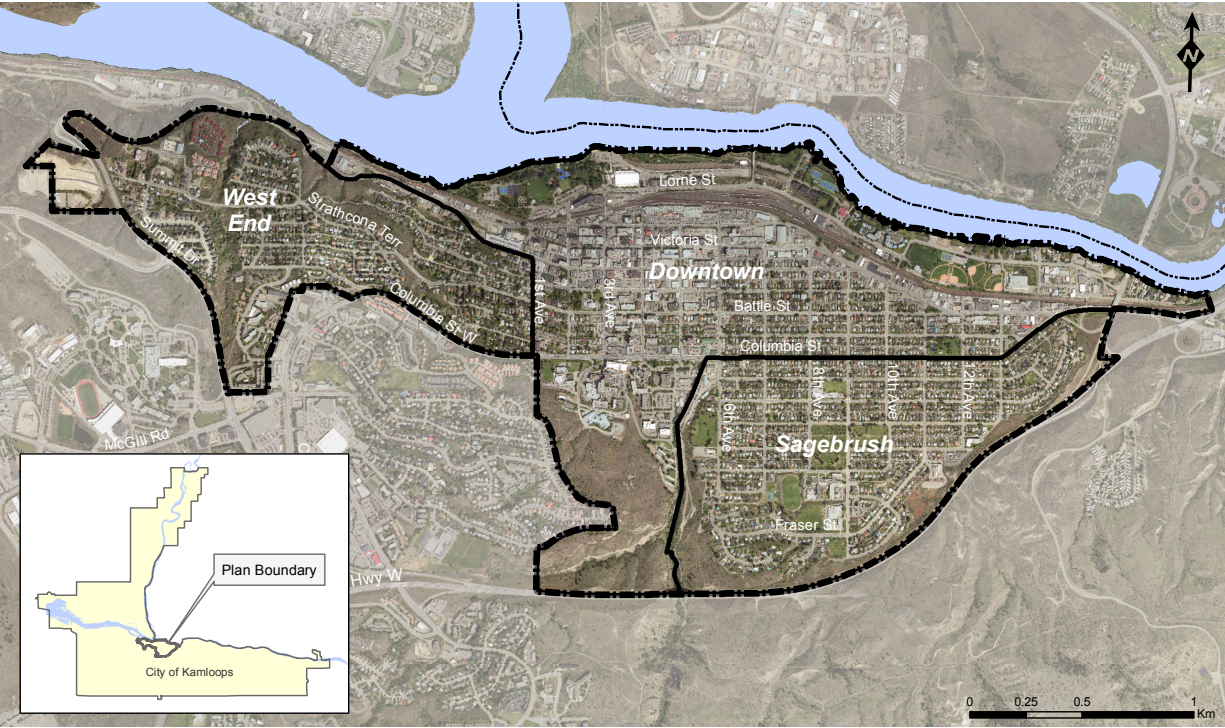 N
Lorne St
West
End
Strathcona Terr
Summit Dr
Victoria St
Downtown
1st Ave
3rd Ave
Battle St
Columbia St W
Columbia St
6th Ave
8th Ave
10th Ave
12th Ave
McGill Rd
Sagebrush
Fraser St
Hwy W
Plan Boundary
City of Kamloops
0 0.25 0.5 1
Km